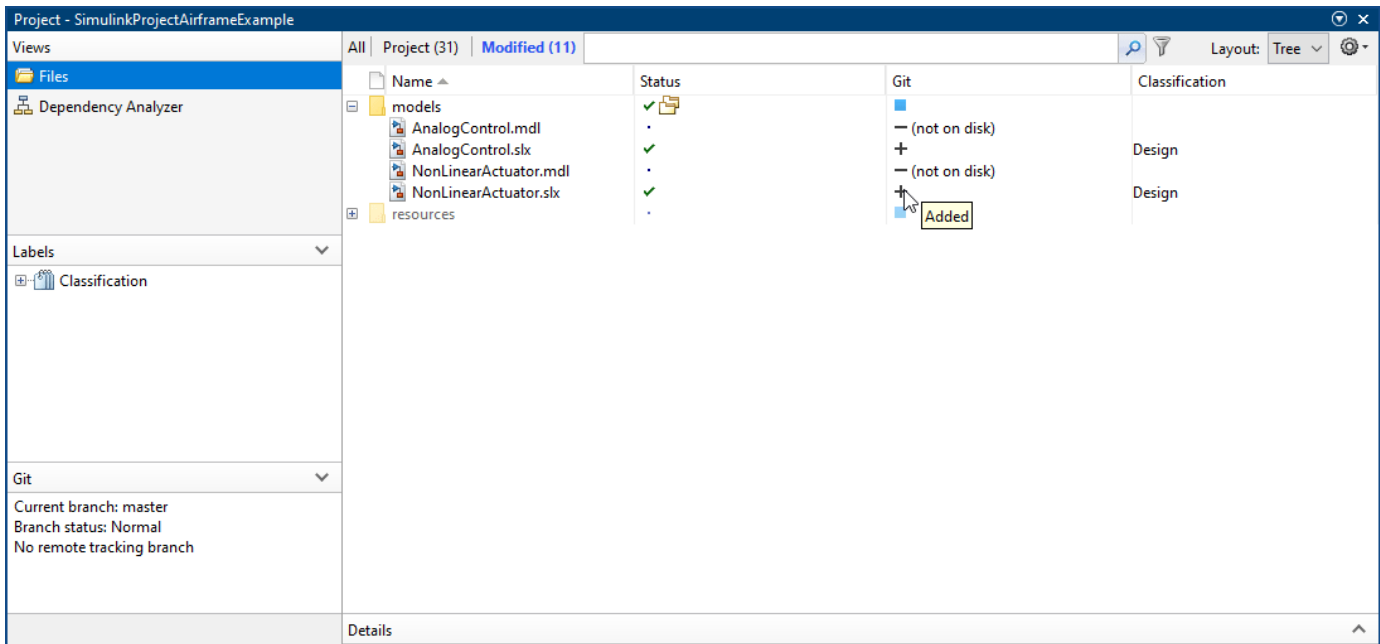 Project - SimulinkProjectAirframeExample
Views
All Project (31) Modified (11) Layout: Tree
Files
Name Status Git Classification
Dependency Analyzer
models
AnalogControl.mdl (not on disk)
AnalogControl.slx + Design
NonLinearActuator.mdl (not on disk)
NonLinearActuator.slx + Design
resources
Added
Labels
Classification
Git
Current branch: master
Branch status: Normal
No remote tracking branch
Details